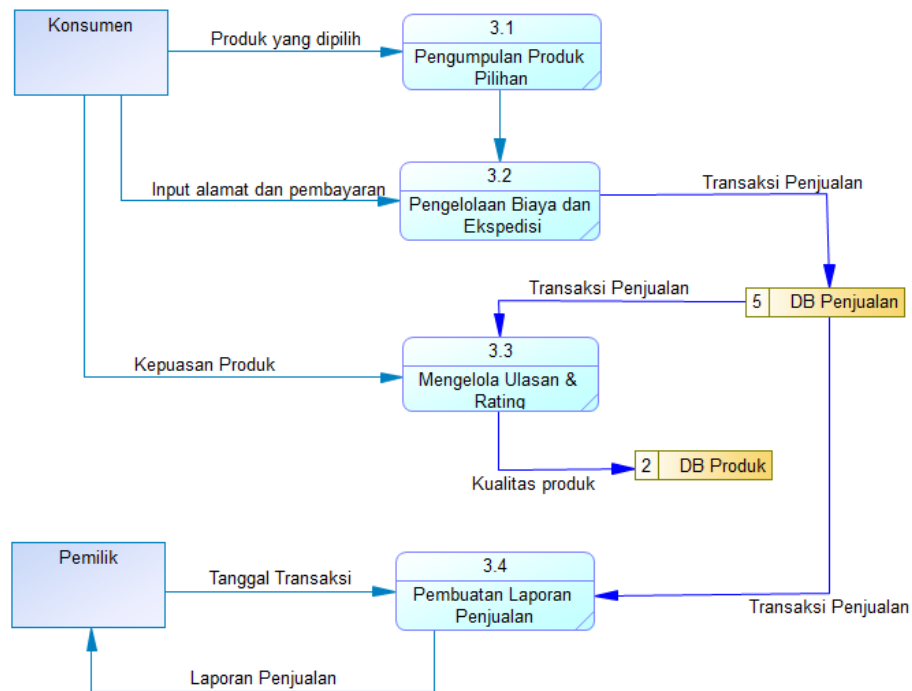 Konsumen
Produk yang dipilih
3.1
Pengumpulan Produk
Pilihan
Input alamat dan pembayaran
3.2
Pengelolaan Biaya dan
Ekspedisi
Transaksi Penjualan
Transaksi Penjualan
5 DB Penjualan
Kepuasan Produk
3.3
Mengelola Ulasan &
Rating
2 DB Produk
Kualitas produk
Pemilik
Tanggal Transaksi
3.4
Pembuatan Laporan
Penjualan
Transaksi Penjualan
Laporan Penjualan